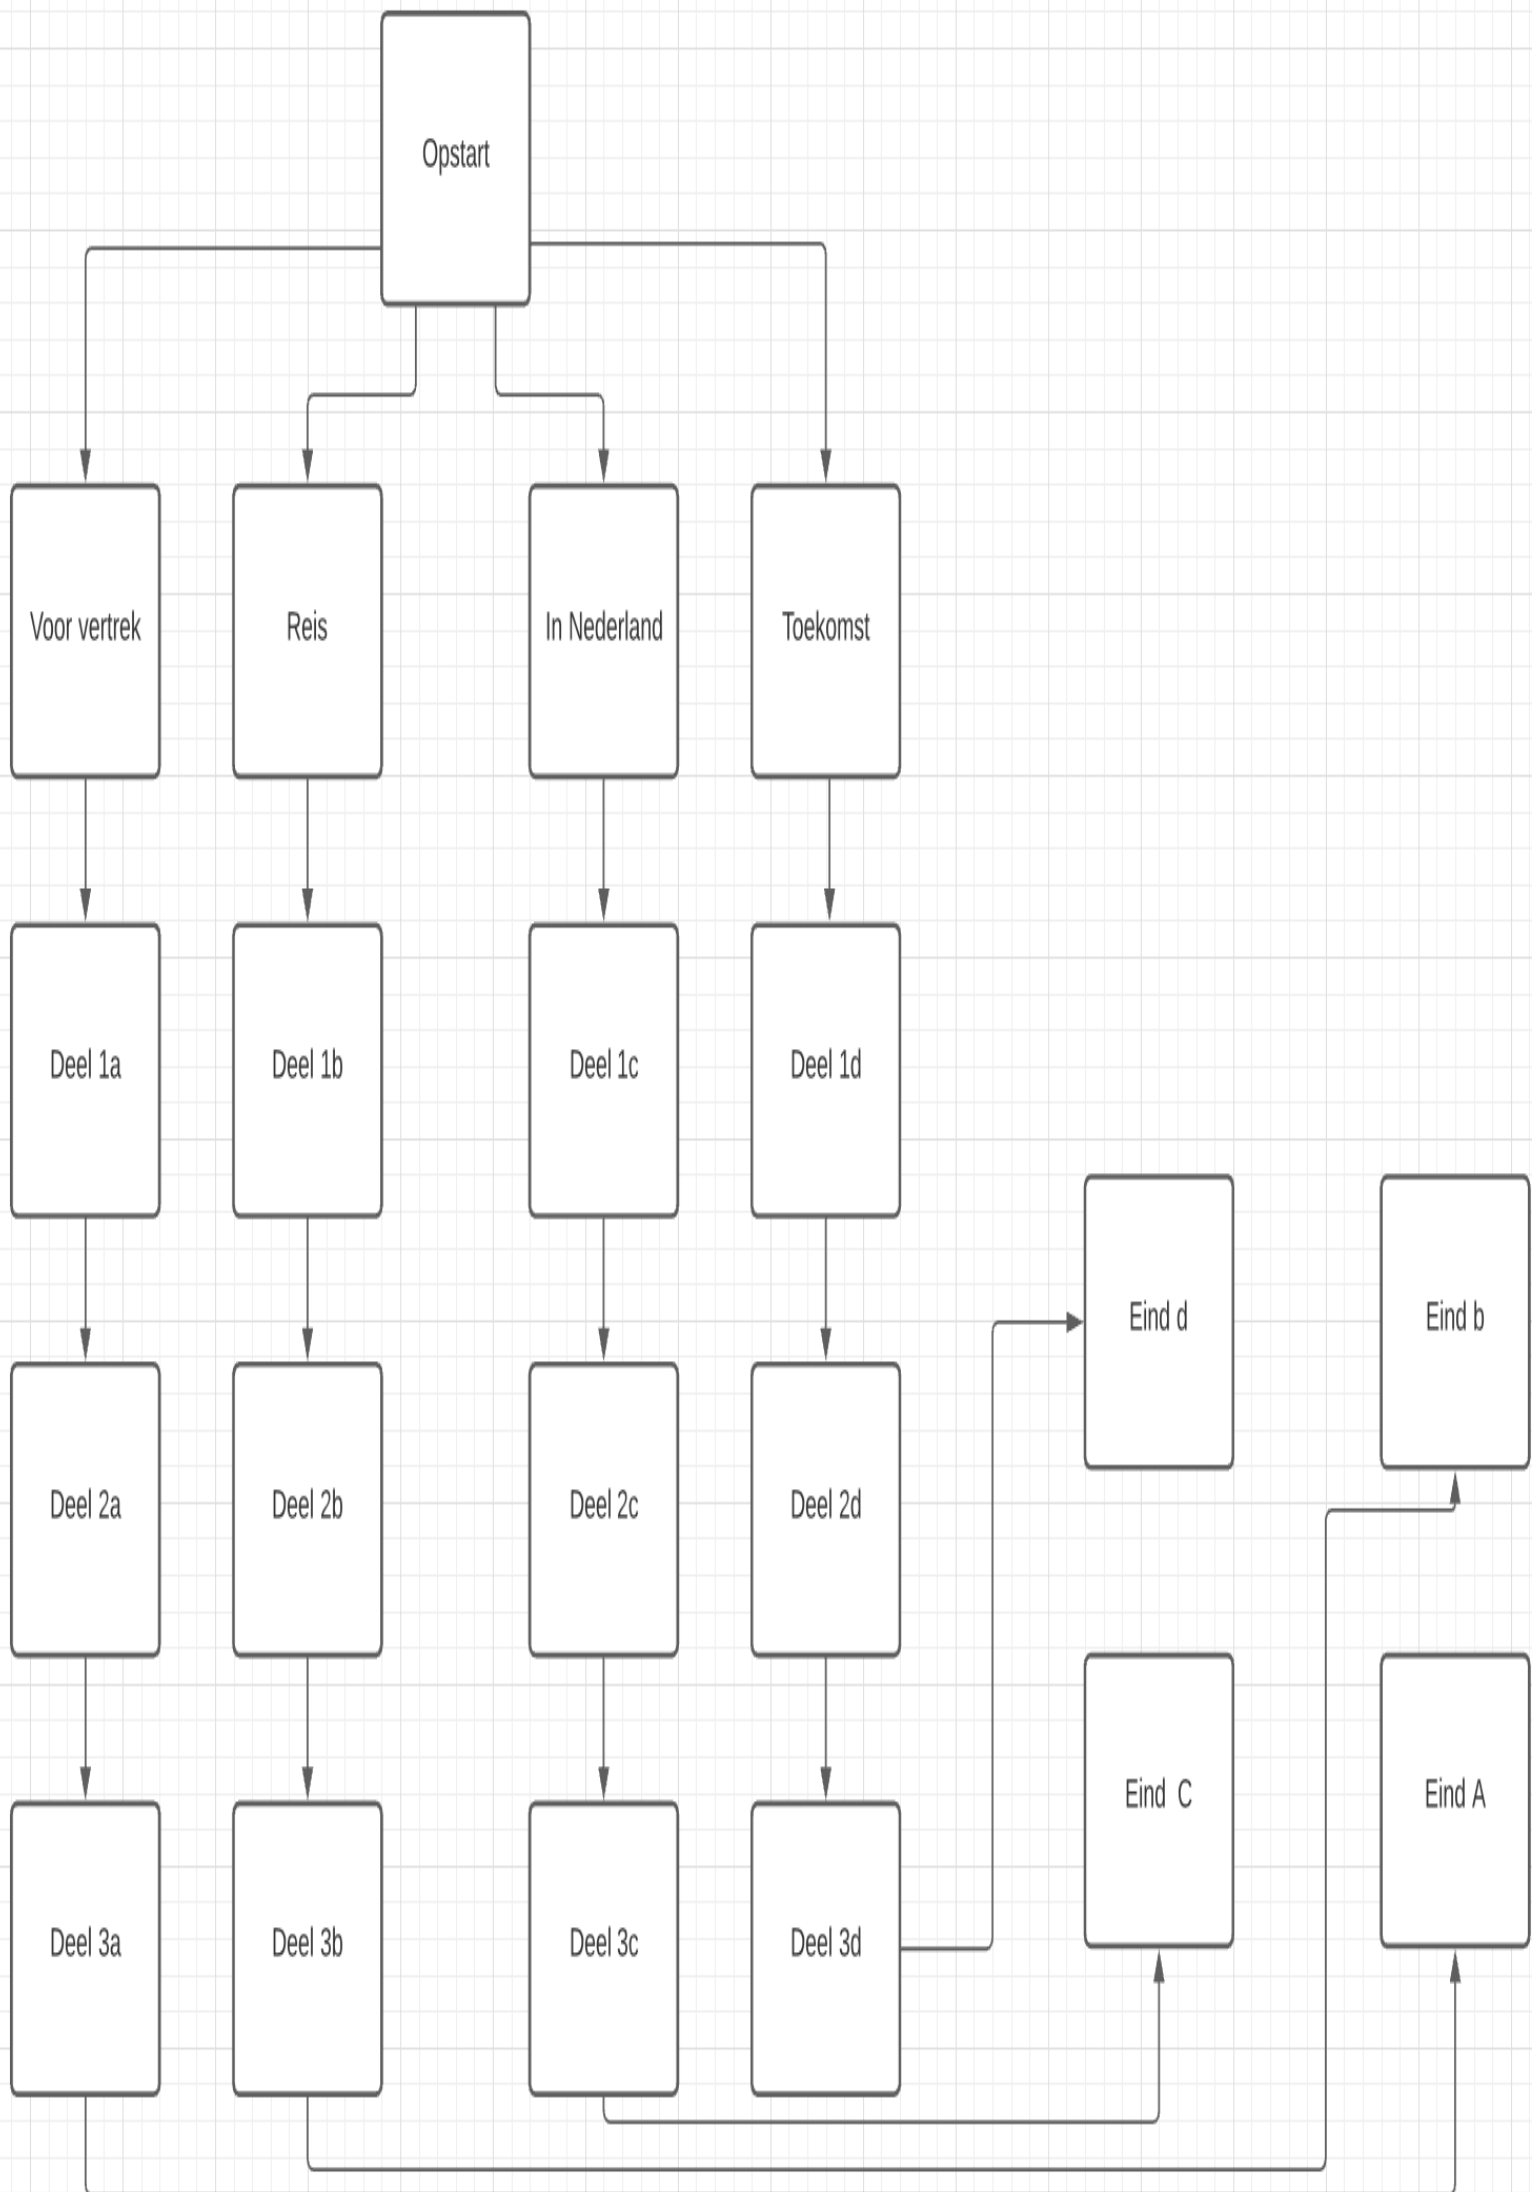 Opstart
Voor vertrek
Reis
In Nederland
Toekomst
Deel 1a
Deel 1b
Deel 1c
Deel 1d
Eind d
Eind b
Deel 2a
Deel 2b
Deel 2c
Deel 2d
Eind  C
Eind A
Deel 3a
Deel 3b
Deel 3c
Deel 3d